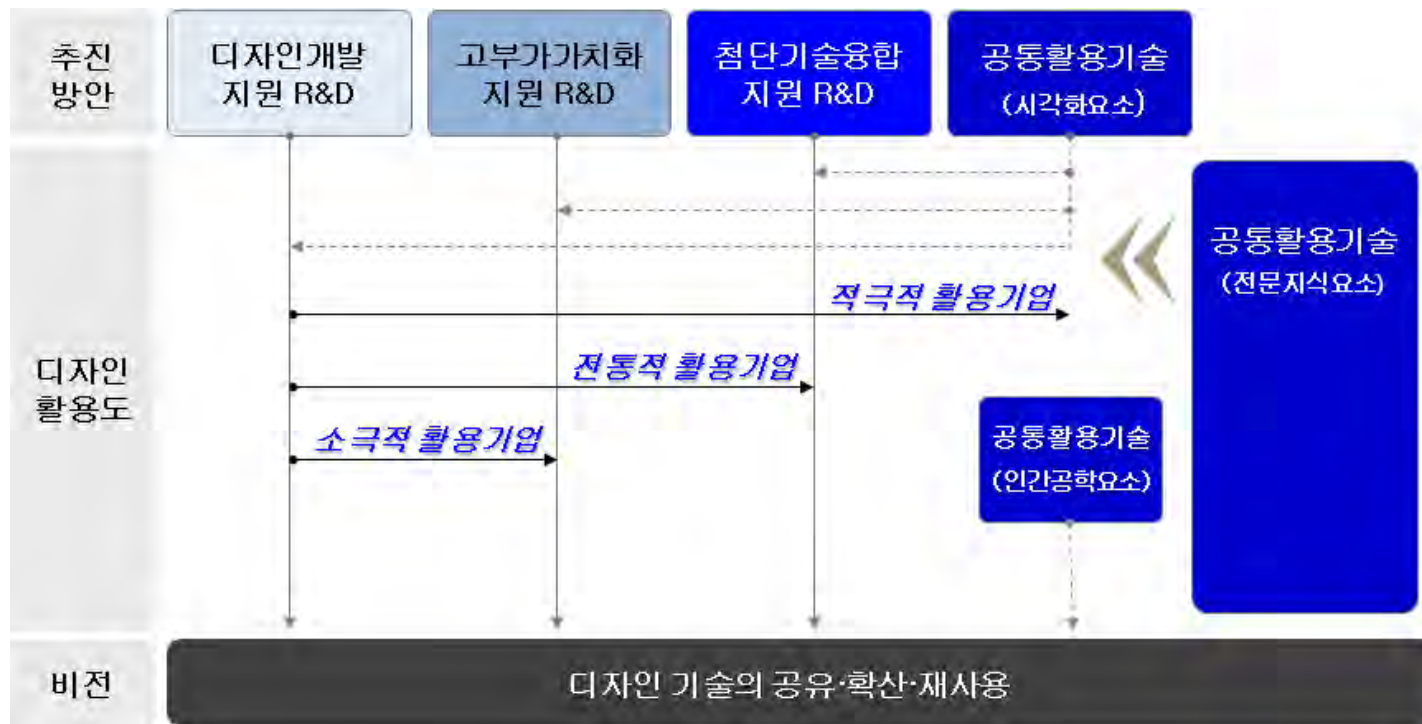 추진
방안
디자인개발
지원 R&D
고부가가치화
지원 R&D
첨단기술융합
지원 R&D
공통활용기술
(시각화요소)
디자인
활용도
공통활용기술
(전문지식요소)
적극적 활용기업
전통적 활용기업
소극적 활용기업
공통활용기술
(인간공학요소)
비전
디자인 기술의 공유·확산·재사용